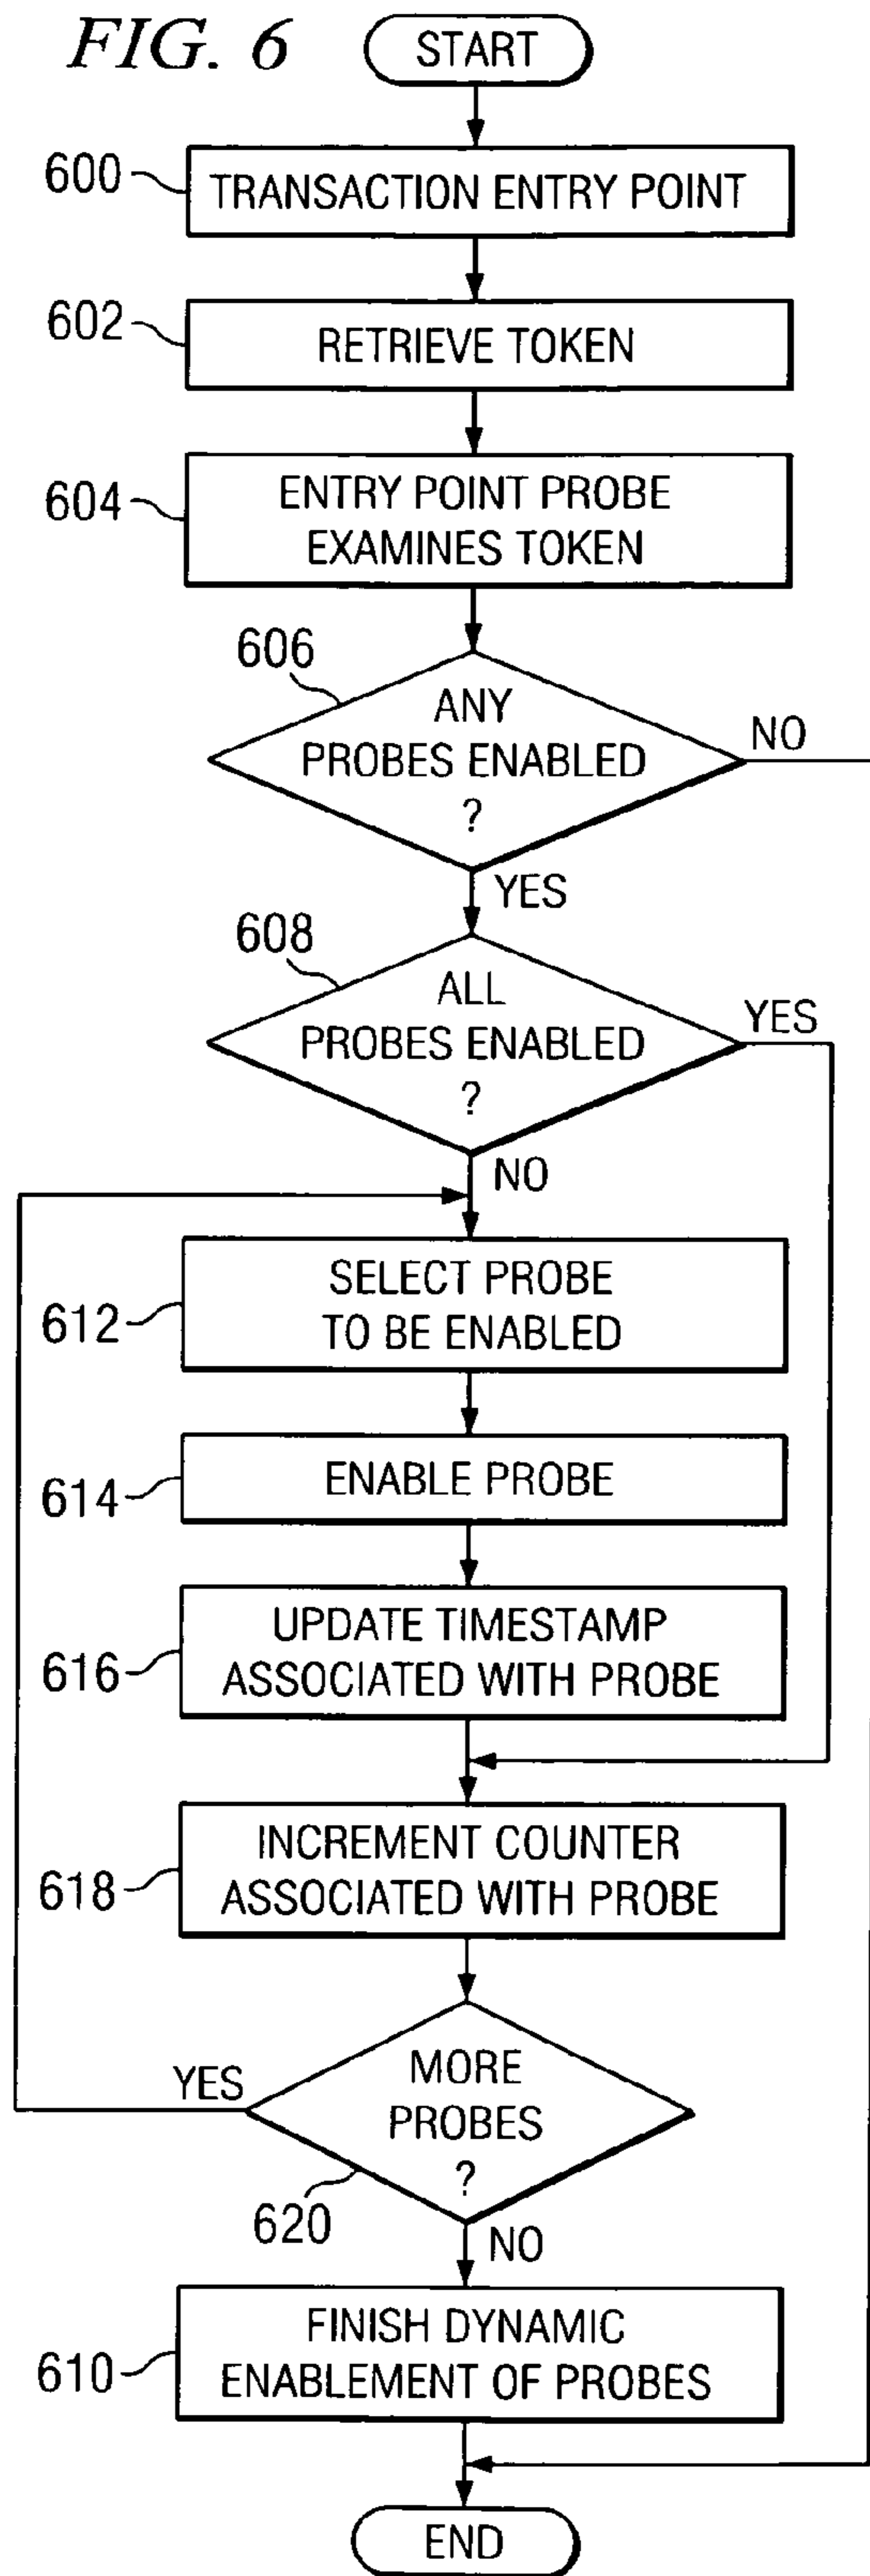 FIG. 6
START
600
TRANSACTION ENTRY POINT
602
RETRIEVE TOKEN
604
ENTRY POINT PROBE
EXAMINES TOKEN
606
ANY
PROBES ENABLED
?
NO
YES
608
ALL
PROBES ENABLED
?
YES
NO
612
SELECT PROBE
TO BE ENABLED
614
ENABLE PROBE
616
UPDATE TIMESTAMP
ASSOCIATED WITH PROBE
618
INCREMENT COUNTER
ASSOCIATED WITH PROBE
YES
MORE
PROBES
?
620
NO
610
FINISH DYNAMIC
ENABLEMENT OF PROBES
END